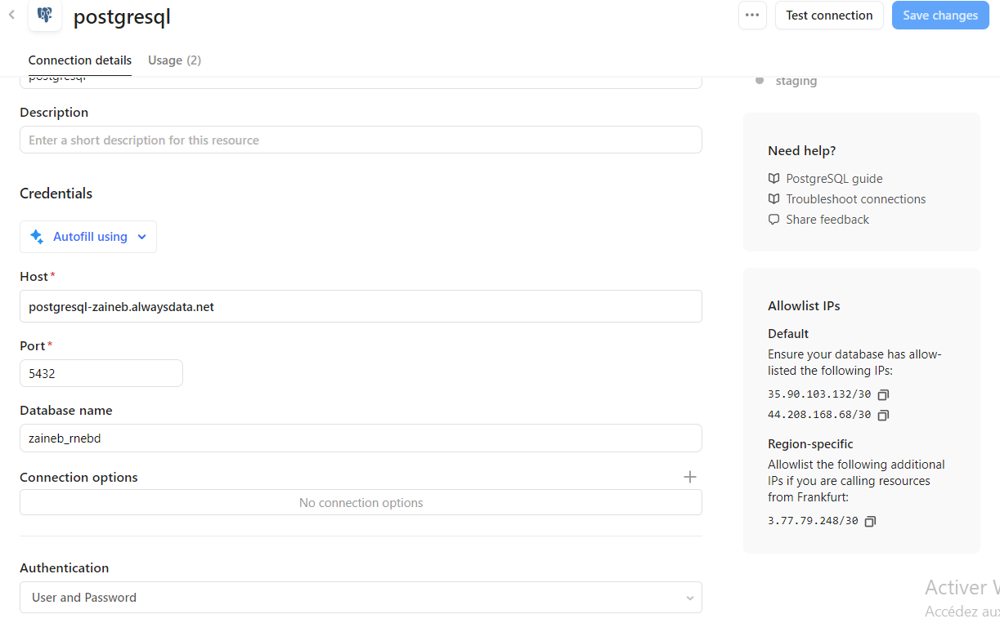 postgresql
Test connection
Save changes
Connection details
Usage (2)
postgresql
staging
Description
Enter a short description for this resource
Credentials
Autofill using
Host*
postgresql-zaineb.alwaysdata.net
Port*
5432
Database name
zaineb_rnebd
Connection options
No connection options
Authentication
User and Password
Need help?
PostgreSQL guide
Troubleshoot connections
Share feedback
Allowlist IPs
Default
Ensure your database has allow-
listed the following IPs:
35.90.103.132/30
44.208.168.68/30
Region-specific
Allowlist the following additional
IPs if you are calling resources
from Frankfurt:
3.77.79.248/30
Activer
Accédez aux